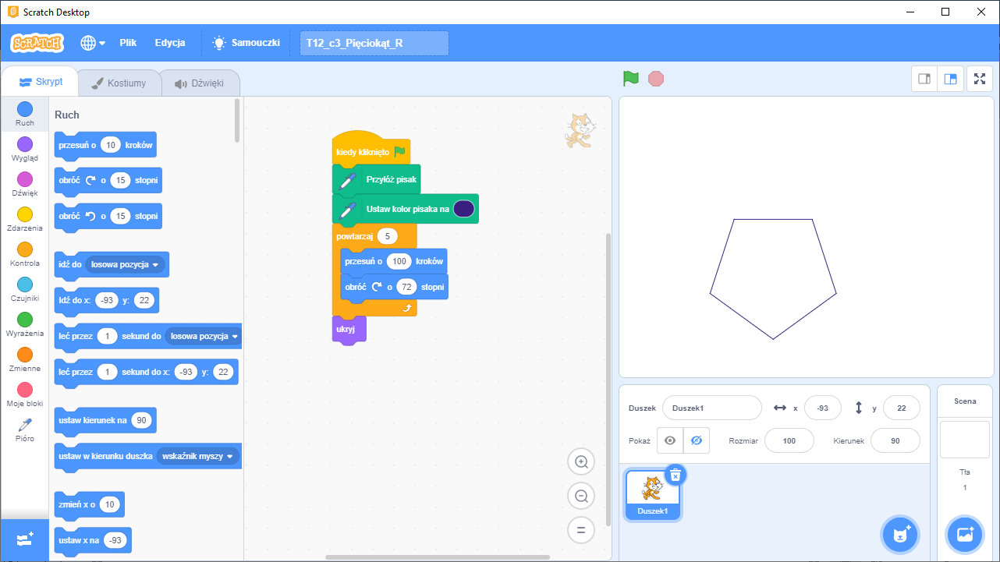 Scratch Desktop
SCRATCH
Plik
Edycja
Samouczki
T12_c3_Pięciokąt_R
Skrypt
Kostiumy
Dźwięki
Ruch
Wygląd
Dźwięk
Zdarzenia
Kontrola
Czujniki
Wyrażenia
Zmienne
Moje bloki
Pióro
Ruch
przesuń o 10 kroków
obróć o 15 stopni
obróć o 15 stopni
idź do losowa pozycja
Idź do x: -93 y: 22
leć przez 1 sekund do losowa pozycja
leć przez 1 sekund do x: -93 y: 22
ustaw kierunek na 90
ustaw w kierunku duszka wskaźnik myszy
zmień x o 10
ustaw x na -93
kiedy kliknięto
Przyłóż pisak
Ustaw kolor pisaka na
powtarzaj 5
przesuń o 100 kroków
obróć o 72 stopni
ukryj
Duszek Duszek1 x -93 y 22
Pokaż Rozmiar 100 Kierunek 90
Duszek1
Scena
Tła
1